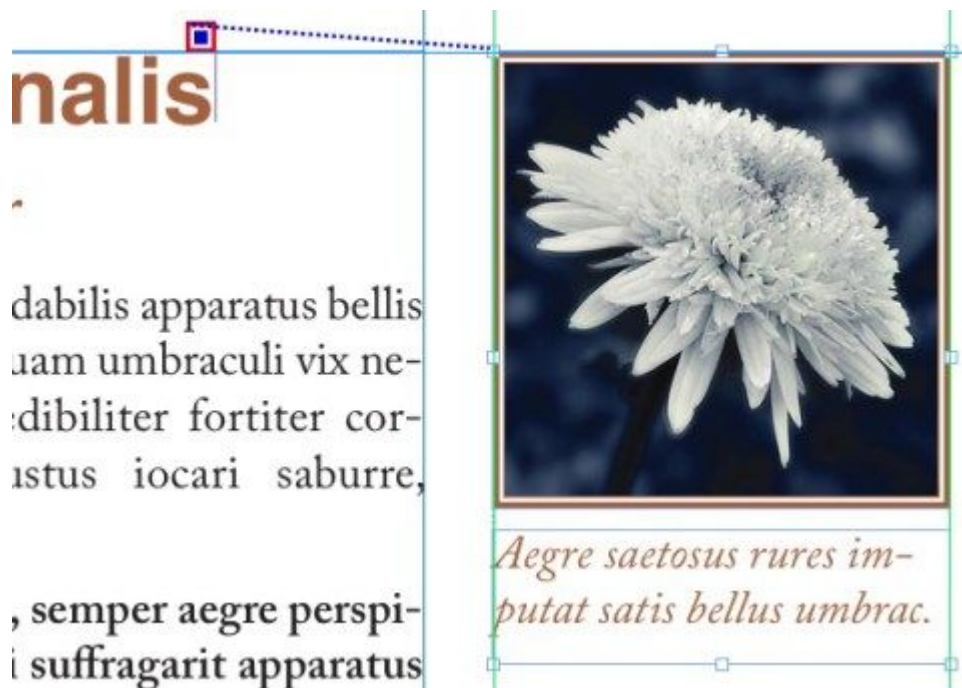 nalis
r
dabilis apparatus bellis
uam umbraculi vix ne-
dibiliter fortiter cor-
ustus iocari saburre,
, semper aegre perspi-
i suffragarit apparatus
Aegre saetosus rures im-
putat satis bellus umbrac.